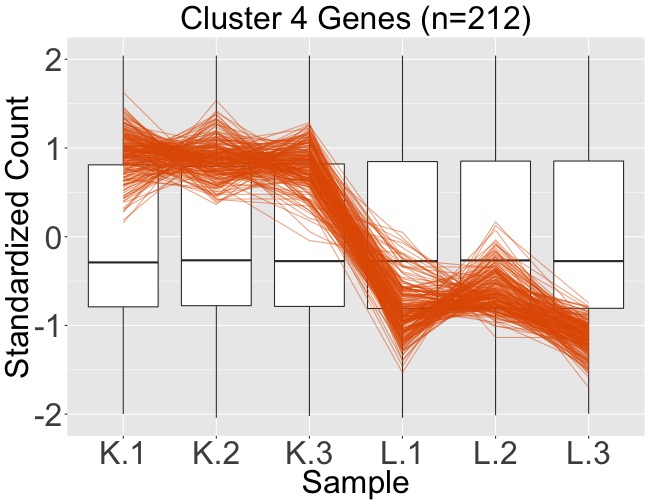 Cluster 4 Genes (n=212)
Standardized Count
2
1
0
-1
-2
K.1 K.2 K.3 L.1 L.2 L.3
Sample